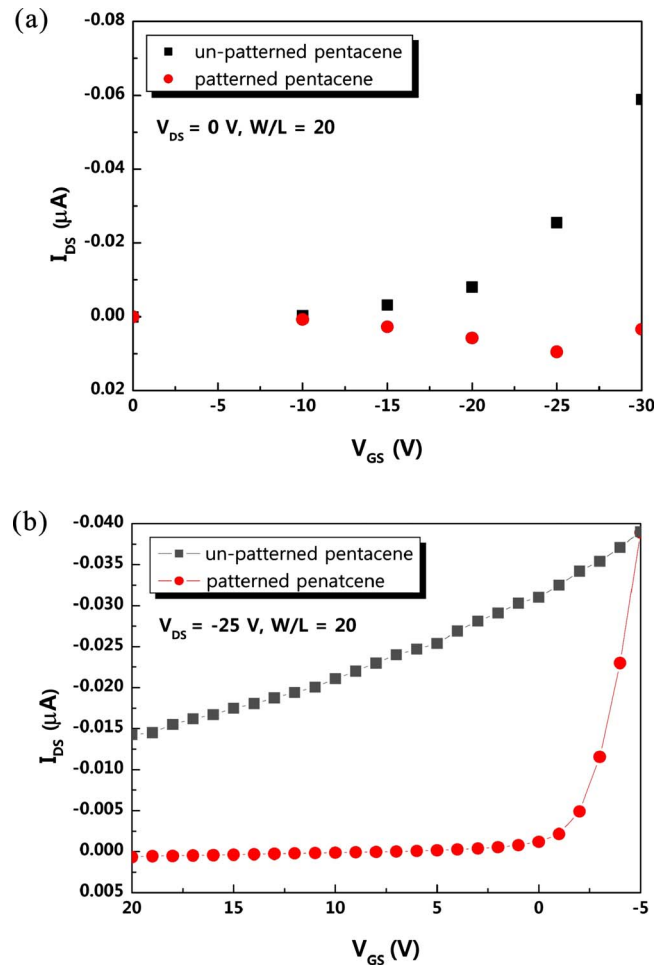 (a)
-0.08
-0.06
-0.04
-0.02
0.00
0.02
I_DS (μA)
un-patterned pentacene
patterned pentacene
V_DS = 0 V, W/L = 20
0 -5 -10 -15 -20 -25 -30
V_GS (V)
(b)
-0.040
-0.035
-0.030
-0.025
-0.020
-0.015
-0.010
-0.005
0.000
0.005
I_DS (μA)
un-patterned pentacene
patterned penatcene
V_DS = -25 V, W/L = 20
20 15 10 5 0 -5
V_GS (V)